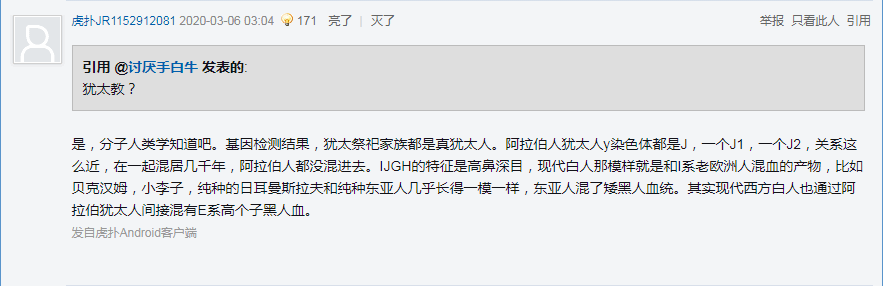 虎扑JR1152912081 2020-03-06 03:04 171 亮了 | 灭了 举报 只看此人 引用
引用 @讨厌手白牛 发表的:
犹太教？
是，分子人类学知道吧。基因检测结果，犹太祭祀家族都是真犹太人。阿拉伯人犹太人y染色体都是J，一个J1，一个J2，关系这
么近，在一起混居几千年，阿拉伯人都没混进去。IJGH的特征是高鼻深目，现代白人那模样就是和I系老欧洲人混血的产物，比如
贝克汉姆，小李子，纯种的日耳曼斯拉夫和纯种东亚人几乎长得一模一样，东亚人混了矮黑人血统。其实现代西方白人也通过阿
拉伯犹太人间接混有E系高个子黑人血。
发自虎扑Android客户端